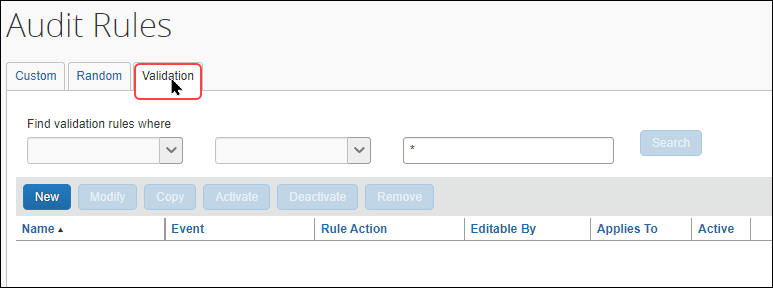 Audit Rules
Custom Random Validation
Find validation rules where
* Search
New Modify Copy Activate Deactivate Remove
Name Event Rule Action Editable By Applies To Active